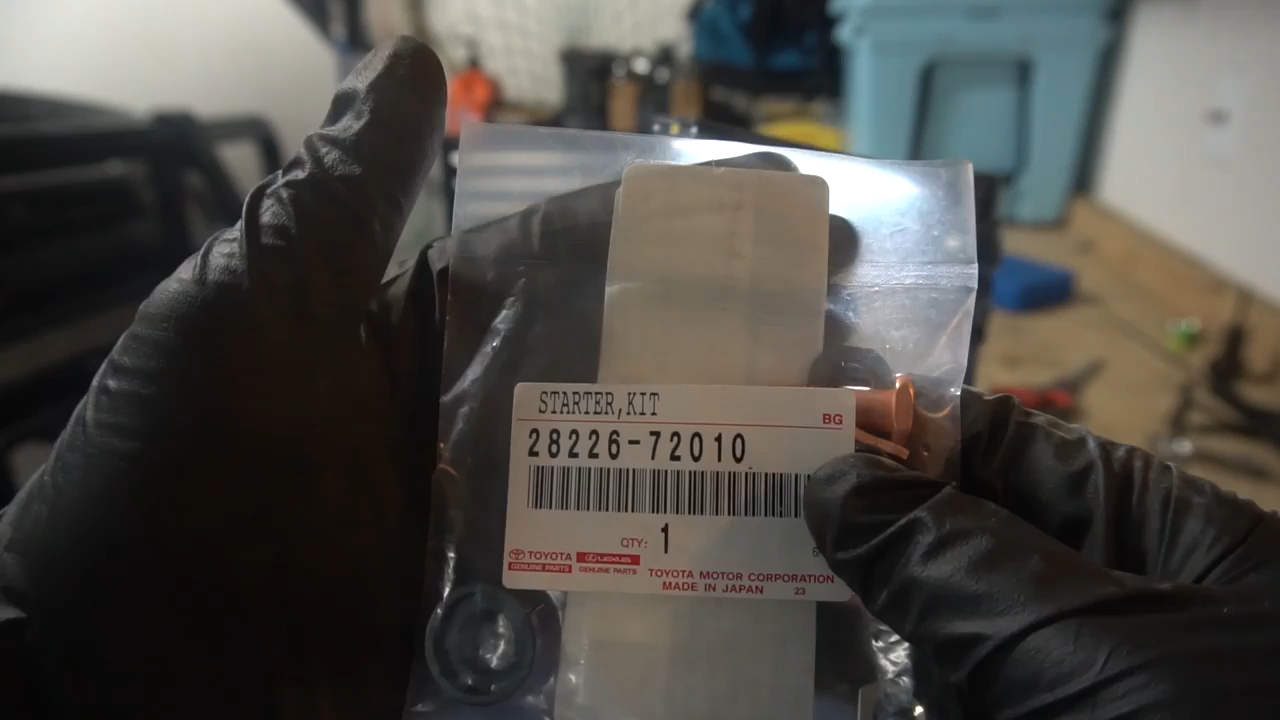 STARTER,KIT
BG
28226-72010
QTY: 1
TOYOTA LEXUS
GENUINE PARTS GENUINE PARTS
TOYOTA MOTOR CORPORATION
MADE IN JAPAN 23